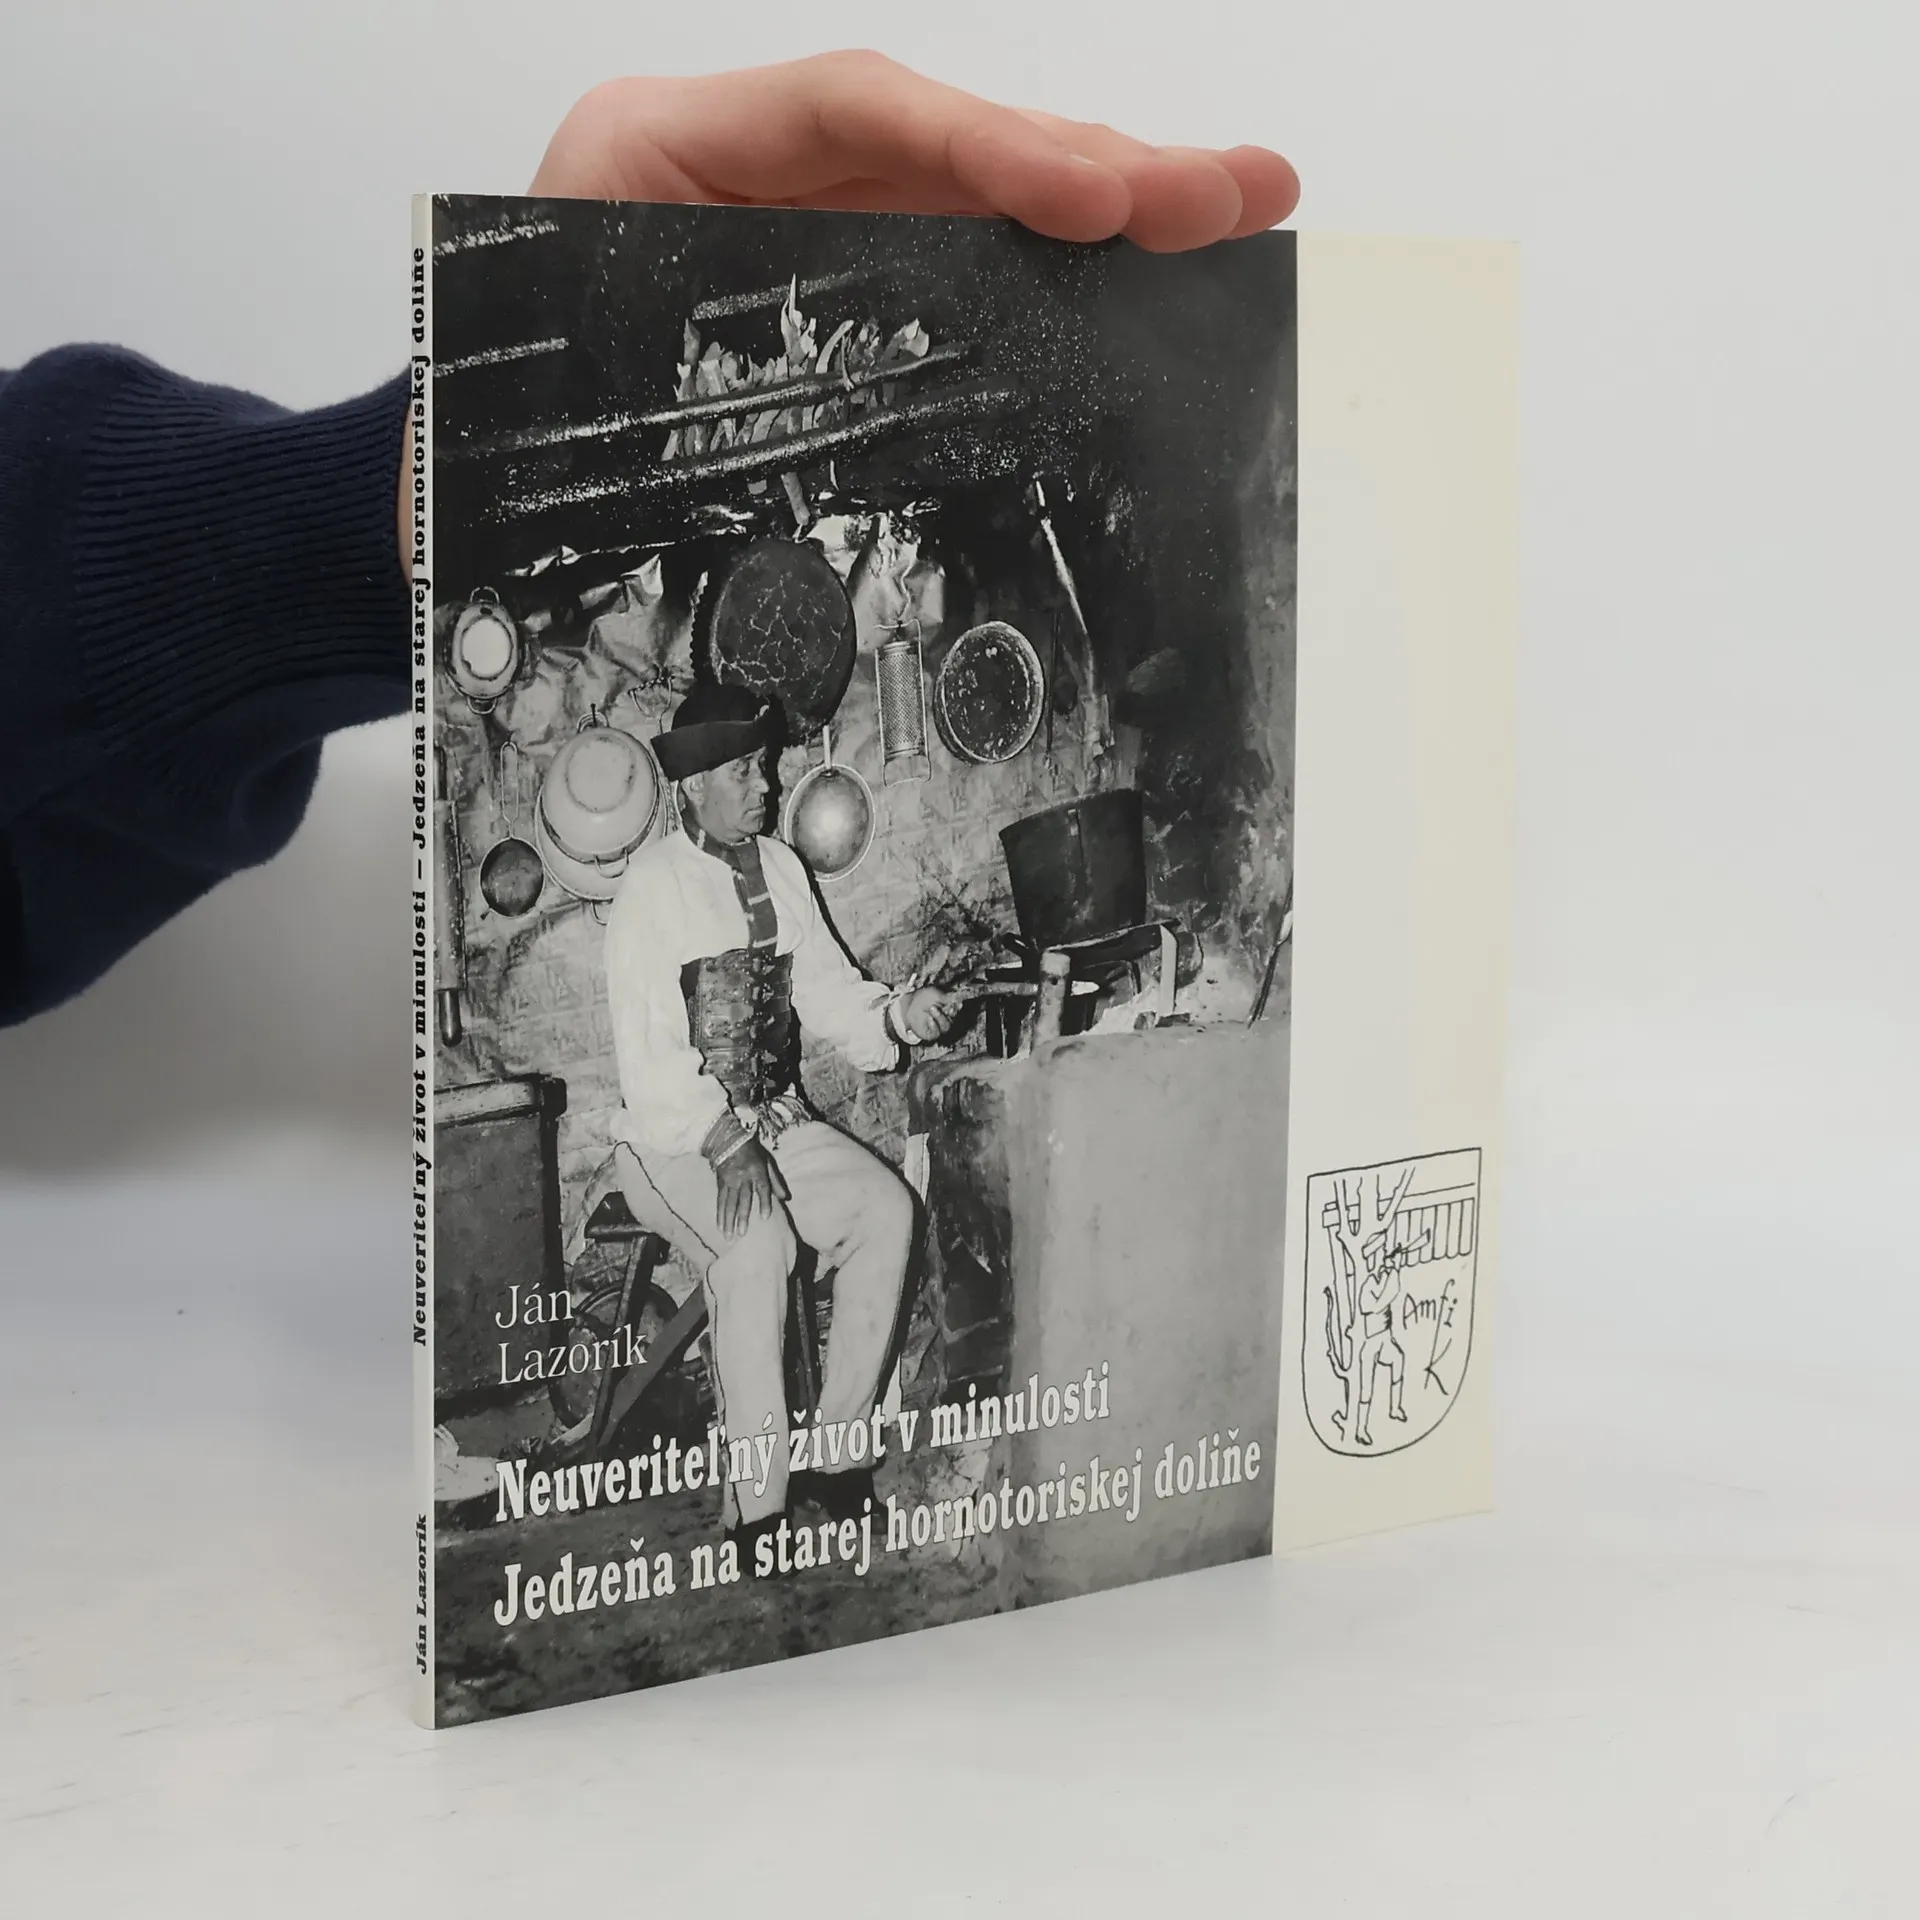 Ján Lazorík Neuveriteľný život v minulosti – Jedzeňa na starej hornotoriskej doliňe
Ján
Lazorík
Neuveriteľný život v minulosti
Jedzeňa na starej hornotoriskej doliňe
Amfi
K